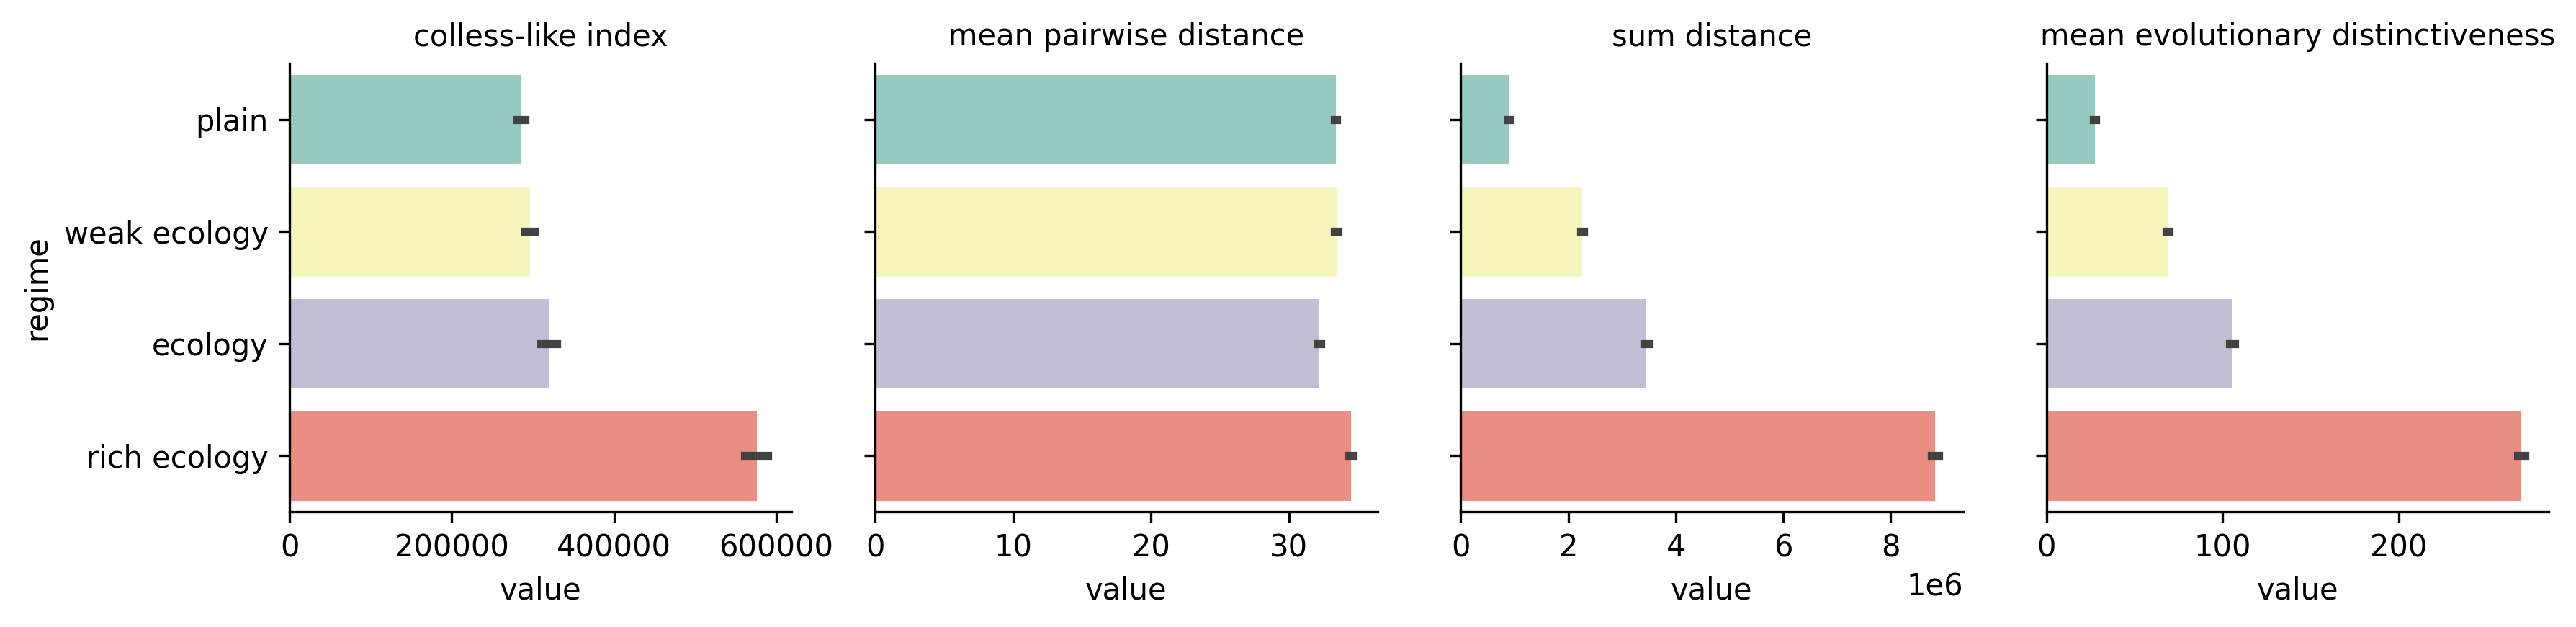 colless-like index
mean pairwise distance
sum distance
mean evolutionary distinctiveness
regime
plain
weak ecology
ecology
rich ecology
0 200000 400000 600000
value
0 10 20 30
value
0 2 4 6 8
1e6
value
0 100 200
value